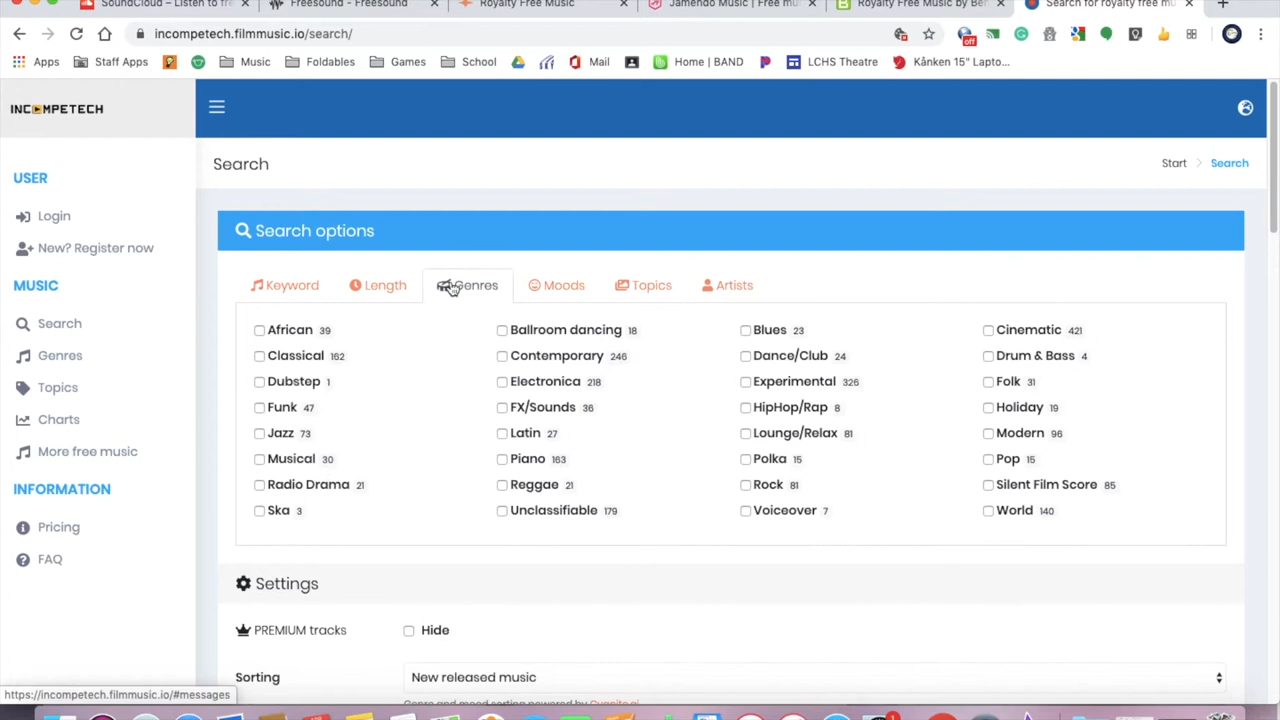 SoundCloud – Listen to fre
Freesound - Freesound
Royalty Free Music
Jamendo Music | Free mu
Royalty Free Music by Ben
Search for royalty free mu
incompetech.filmmusic.io/search/
off
Apps Staff Apps Music Foldables Games School Mail Home | BAND LCHS Theatre Kånken 15" Lapto...
INCOMPETECH
Search
Start > Search
USER
Login
New? Register now
MUSIC
Search
Genres
Topics
Charts
More free music
INFORMATION
Pricing
FAQ
Search options
Keyword Length Genres Moods Topics Artists
African 39 Ballroom dancing 18 Blues 23 Cinematic 421
Classical 162 Contemporary 246 Dance/Club 24 Drum & Bass 4
Dubstep 1 Electronica 218 Experimental 326 Folk 31
Funk 47 FX/Sounds 36 HipHop/Rap 8 Holiday 19
Jazz 73 Latin 27 Lounge/Relax 81 Modern 96
Musical 30 Piano 163 Polka 15 Pop 15
Radio Drama 21 Reggae 21 Rock 81 Silent Film Score 85
Ska 3 Unclassifiable 179 Voiceover 7 World 140
Settings
PREMIUM tracks Hide
Sorting New released music
Genre and mood sorting powered by
https://incompetech.filmmusic.io/#messages